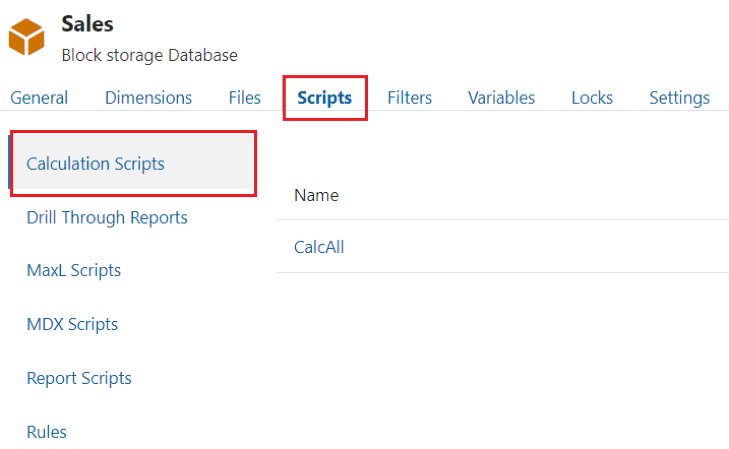 Sales
Block storage Database
General Dimensions Files Scripts Filters Variables Locks Settings
Calculation Scripts
Drill Through Reports
MaxL Scripts
MDX Scripts
Report Scripts
Rules
Name
CalcAll